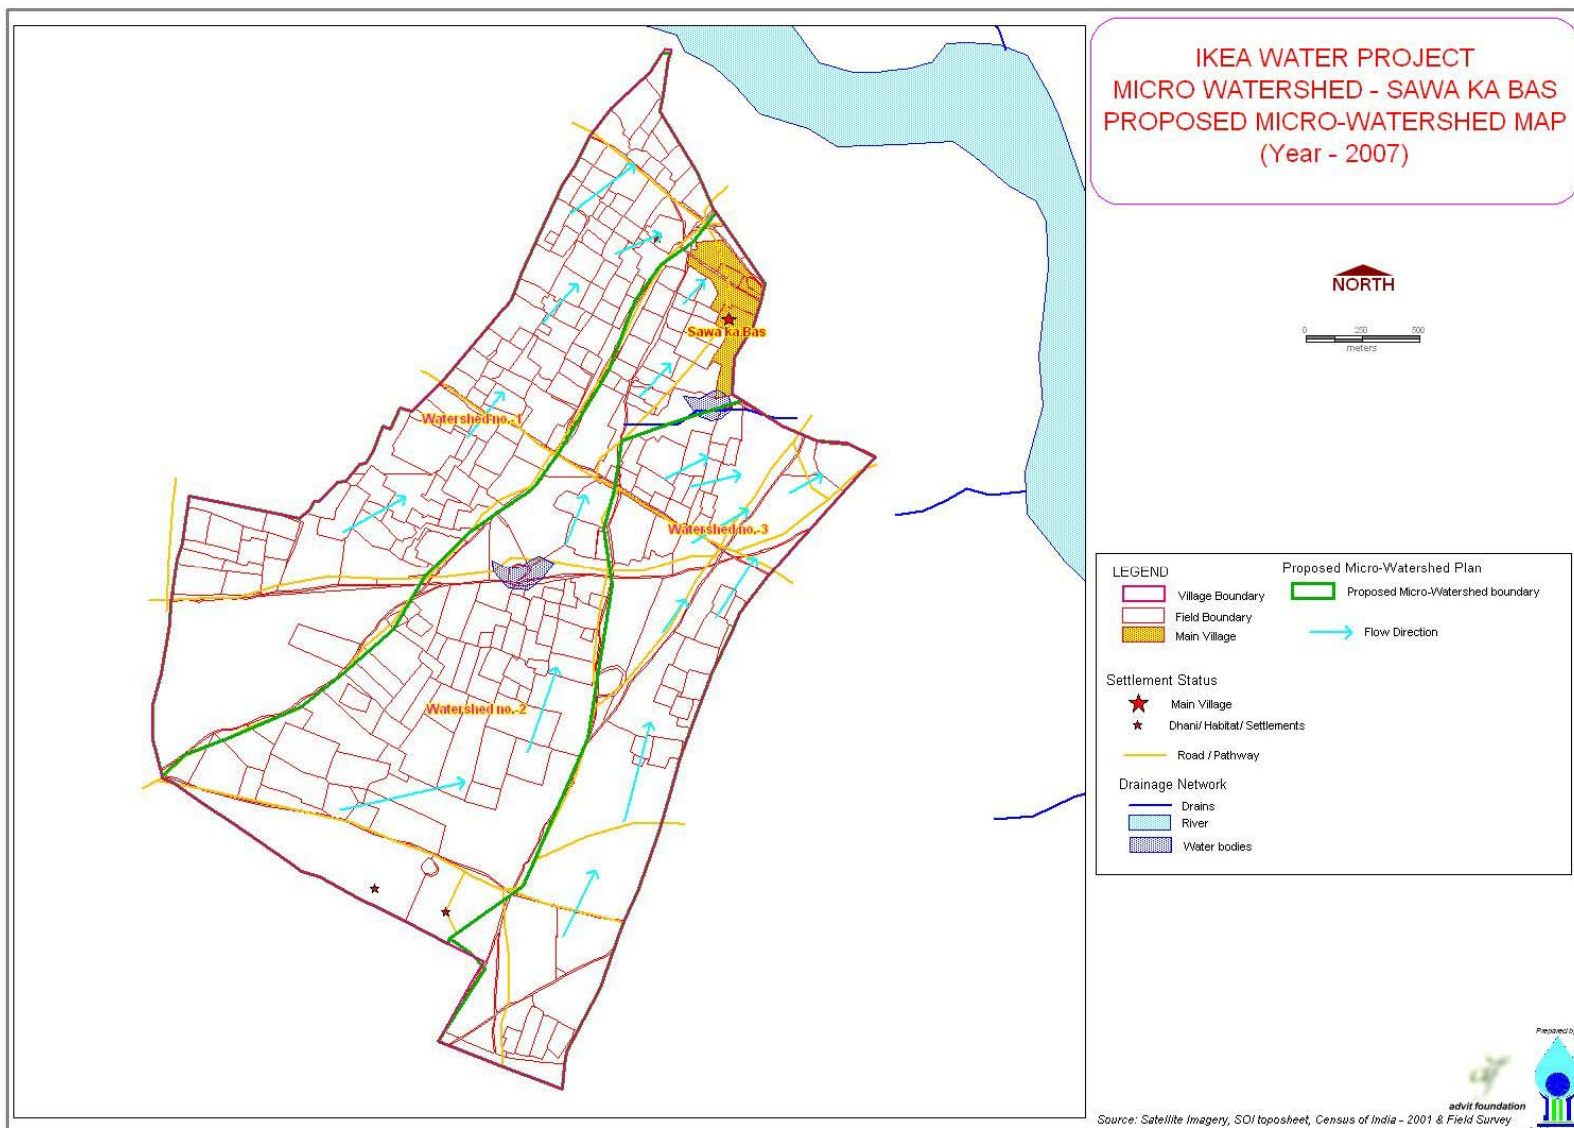 IKEA WATER PROJECT
MICRO WATERSHED - SAWA KA BAS
PROPOSED MICRO-WATERSHED MAP
(Year - 2007)
NORTH
0 250 500
meters
Sawa ka Bas
Watershed no.-1
Watershed no.-3
Watershed no.-2
LEGEND
Village Boundary
Field Boundary
Main Village
Proposed Micro-Watershed Plan
Proposed Micro-Watershed boundary
Flow Direction
Settlement Status
Main Village
Dhani/ Habitat/ Settlements
Road / Pathway
Drainage Network
Drains
River
Water bodies
Prepared by
advit foundation
Source: Satellite Imagery, SOI toposheet, Census of India - 2001 & Field Survey